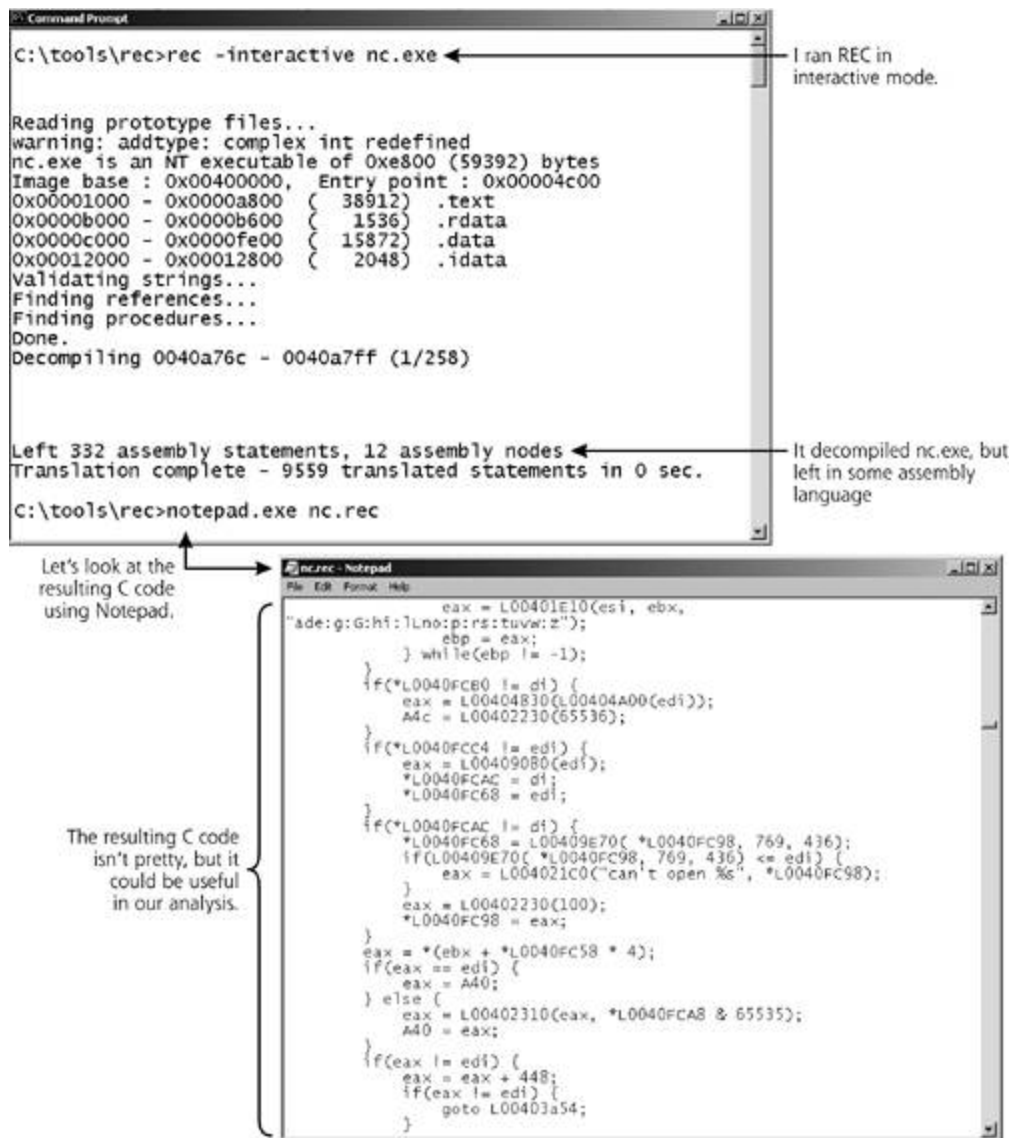 Command Prompt
C:\tools\rec>rec -interactive nc.exe
I ran REC in
interactive mode.
Reading prototype files...
warning: addtype: complex int redefined
nc.exe is an NT executable of 0xe800 (59392) bytes
Image base : 0x00400000, Entry point : 0x00004c00
0x00001000 - 0x0000a800 ( 38912) .text
0x0000b000 - 0x0000b600 ( 1536) .rdata
0x0000c000 - 0x0000fe00 ( 15872) .data
0x00012000 - 0x00012800 ( 2048) .idata
Validating strings...
Finding references...
Finding procedures...
Done.
Decompiling 0040a76c - 0040a7ff (1/258)
Left 332 assembly statements, 12 assembly nodes
Translation complete - 9559 translated statements in 0 sec.
It decompiled nc.exe, but
left in some assembly
language
C:\tools\rec>notepad.exe nc.rec
Let's look at the
resulting C code
using Notepad.
nc.rec - Notepad
File Edit Format Help
eax = L00401E10(esi, ebx,
"ade:g:G:hi:lLno:p:rs:tuvw:z");
ebp = eax;
} while(ebp != -1);
}
if(*L0040FCB0 != di) {
eax = L00404830(L00404A00(edi));
A4c = L00402230(65536);
}
if(*L0040FCC4 != edi) {
eax = L00409080(edi);
*L0040FCAC = di;
*L0040FC68 = edi;
}
if(*L0040FCAC != di) {
*L0040FC68 = L00409E70( *L0040FC98, 769, 436);
if(L00409E70( *L0040FC98, 769, 436) <= edi) {
eax = L004021C0("can't open %s", *L0040FC98);
}
eax = L00402230(100);
*L0040FC98 = eax;
}
eax = *(ebx + *L0040FC58 * 4);
if(eax == edi) {
eax = A40;
} else {
eax = L00402310(eax, *L0040FCA8 & 65535);
A40 = eax;
}
if(eax != edi) {
eax = eax + 448;
if(eax != edi) {
goto L00403a54;
}
The resulting C code
isn't pretty, but it
could be useful
in our analysis.